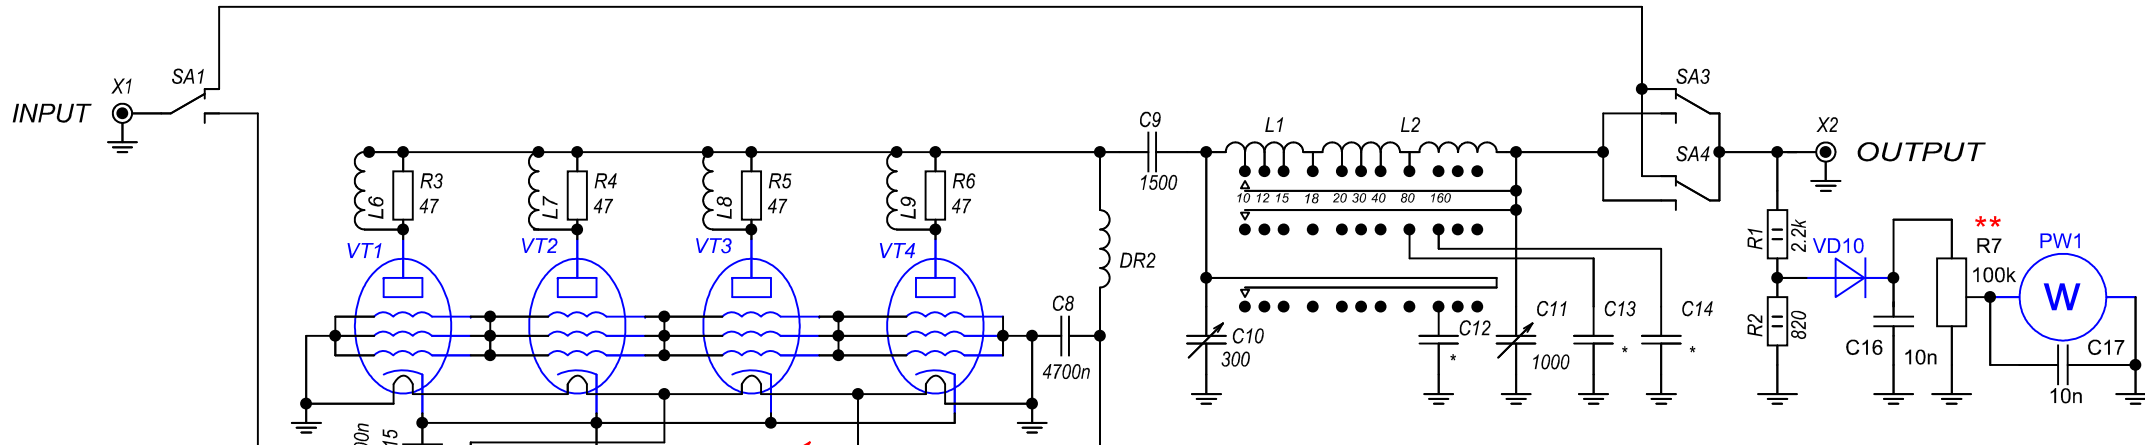 INPUT
X1
SA1
L6
R3
47
L7
R4
47
L8
R5
47
L9
R6
47
VT1
VT2
VT3
VT4
C8
4700n
DR2
C9
1500
L1
L2
10 12 15 18 20 30 40 80 160
C10
300
C12
*
C11
1000
C13
*
C14
*
SA3
SA4
X2
OUTPUT
R1
2.2k
R2
820
VD10
C16
10n
**
R7
100k
PW1
W
C17
10n
00n
15